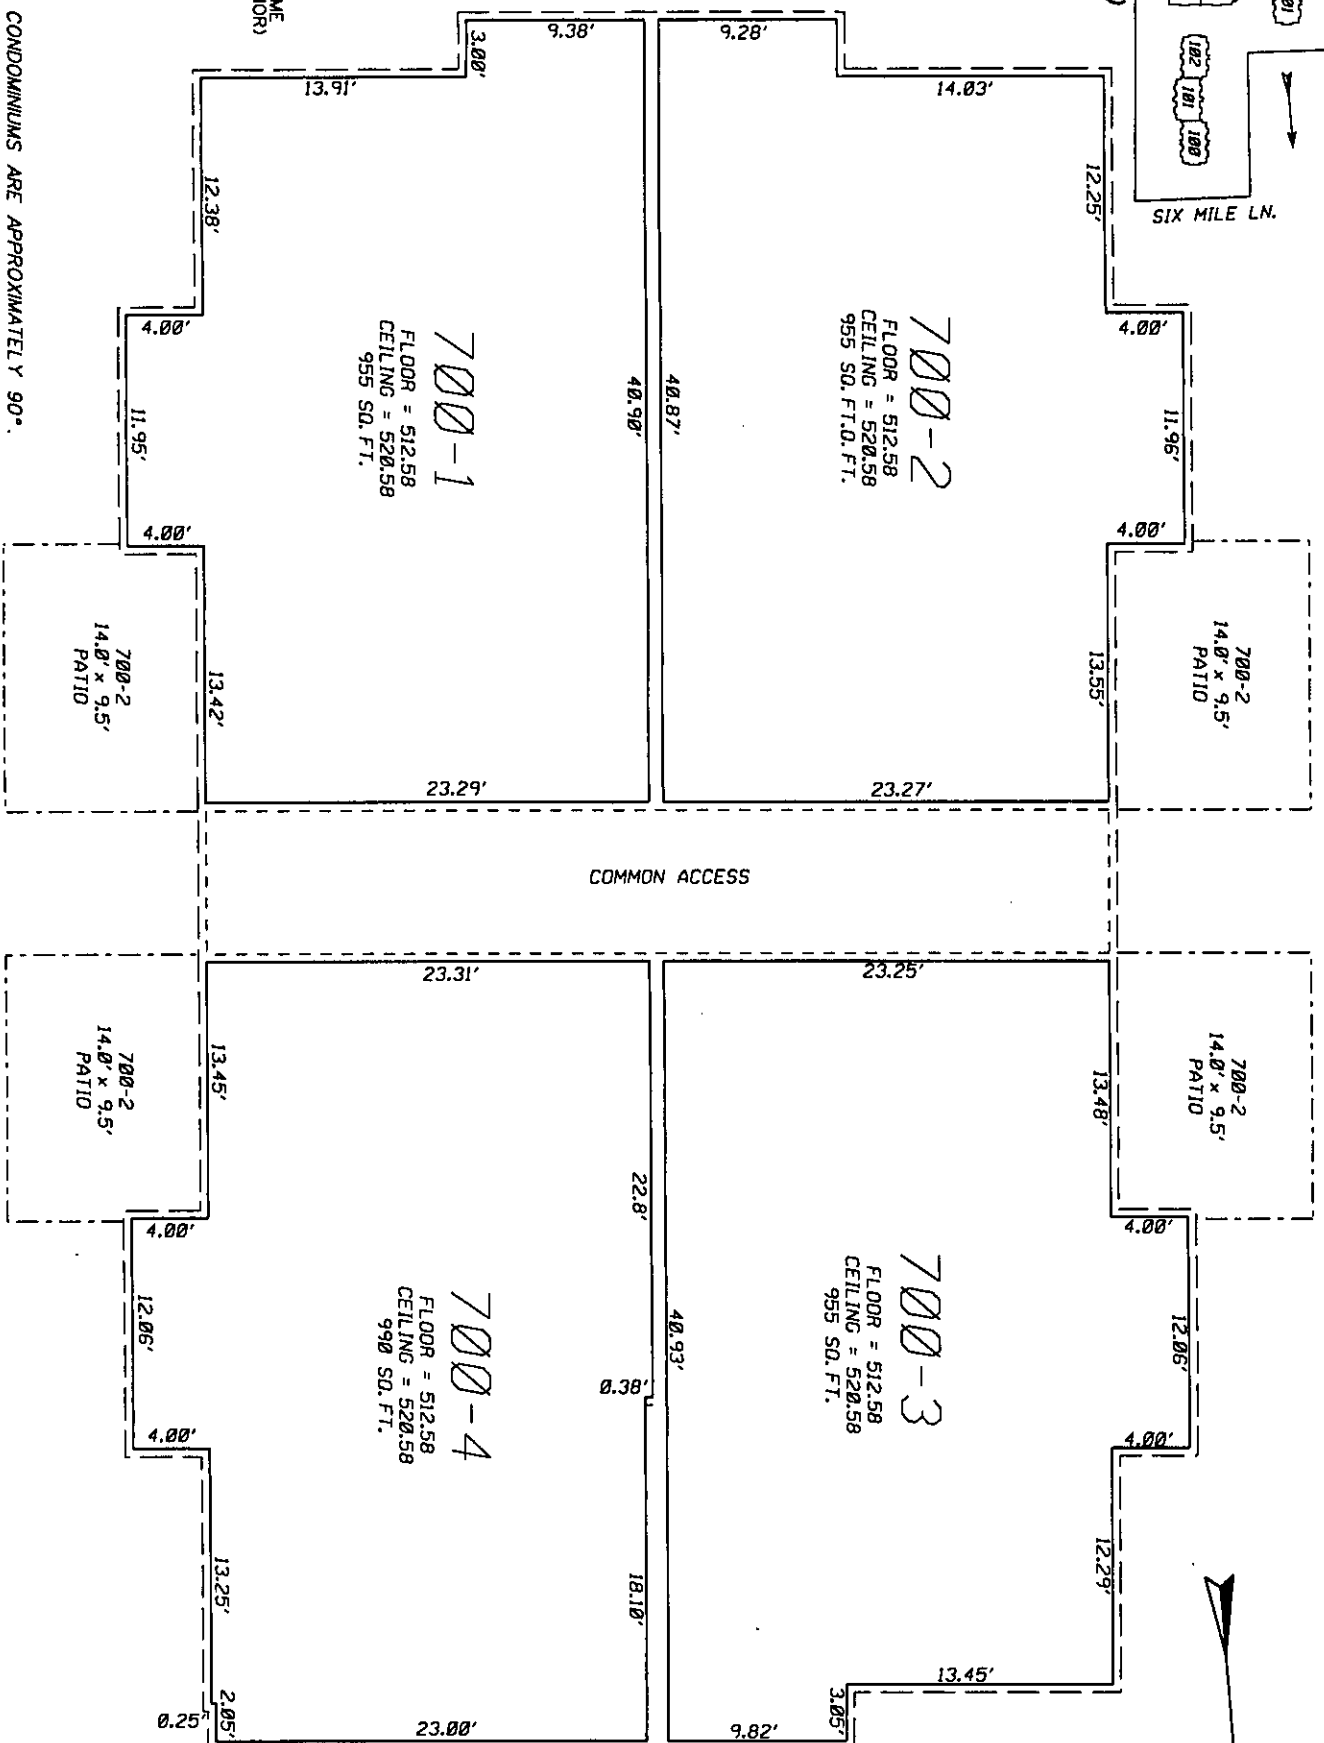 102
101
100
SIX MILE LN.
CONDOMINIUMS ARE APPROXIMATELY 90°.
9.38'
9.28'
3.00'
13.91'
14.03'
12.38'
12.25'
4.00'
4.00'
11.95'
11.96'
4.00'
4.00'
40.90'
40.87'
13.42'
13.55'
23.29'
23.27'
700-1
FLOOR = 512.58
CEILING = 520.58
955 SQ. FT.
700-2
FLOOR = 512.58
CEILING = 520.58
955 SQ. FT.Q. FT.
700-2
14.0' x 9.5'
PATIO
700-2
14.0' x 9.5'
PATIO
COMMON ACCESS
23.31'
23.25'
700-2
14.0' x 9.5'
PATIO
700-2
14.0' x 9.5'
PATIO
13.45'
13.48'
22.8'
40.93'
4.00'
4.00'
12.06'
12.06'
0.38'
4.00'
4.00'
700-4
FLOOR = 512.58
CEILING = 520.58
990 SQ. FT.
700-3
FLOOR = 512.58
CEILING = 520.58
955 SQ. FT.
13.25'
18.10'
12.29'
13.45'
3.05'
2.05'
0.25'
23.00'
9.82'